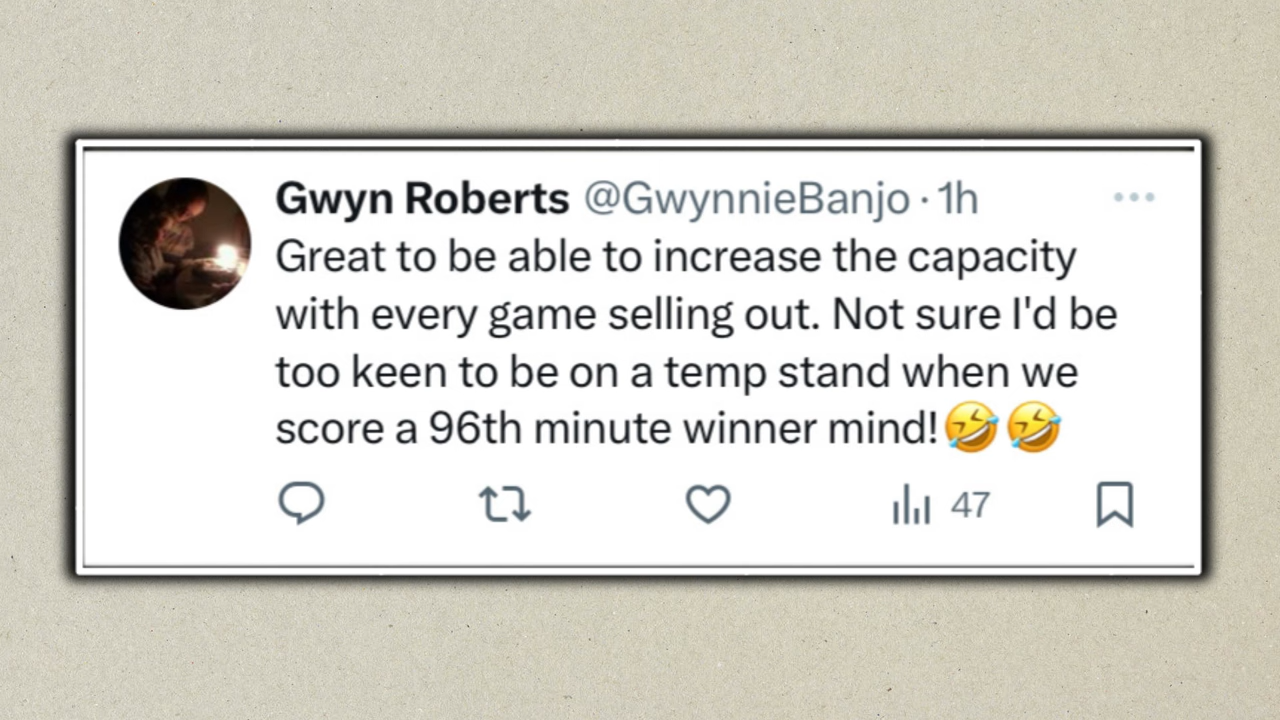 Gwyn Roberts @GwynnieBanjo · 1h
Great to be able to increase the capacity
with every game selling out. Not sure I'd be
too keen to be on a temp stand when we
score a 96th minute winner mind!🤣🤣
47